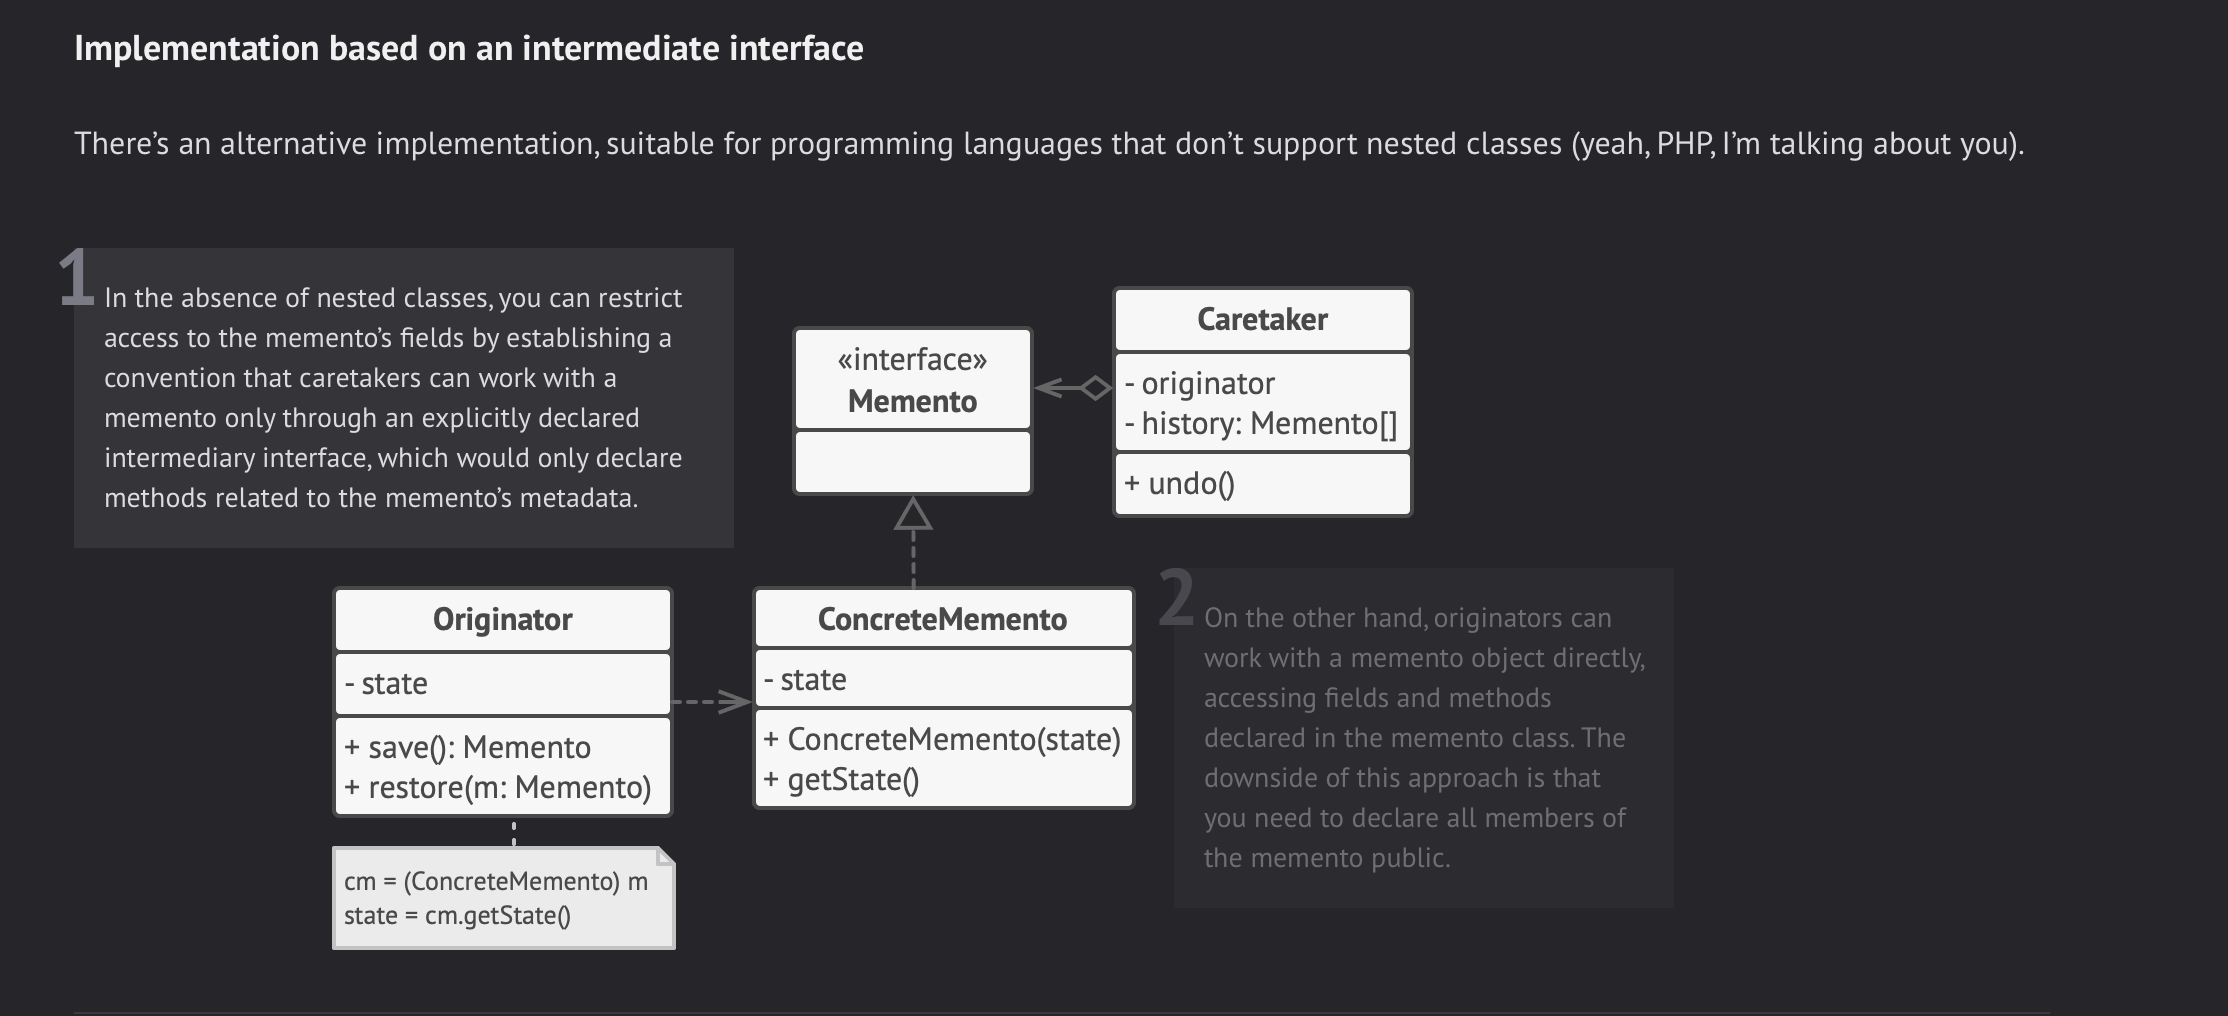 Implementation based on an intermediate interface
There’s an alternative implementation, suitable for programming languages that don’t support nested classes (yeah, PHP, I’m talking about you).
1
In the absence of nested classes, you can restrict
access to the memento’s fields by establishing a
convention that caretakers can work with a
memento only through an explicitly declared
intermediary interface, which would only declare
methods related to the memento’s metadata.
«interface»
Memento
Caretaker
- originator
- history: Memento[]
+ undo()
Originator
- state
+ save(): Memento
+ restore(m: Memento)
cm = (ConcreteMemento) m
state = cm.getState()
ConcreteMemento
- state
+ ConcreteMemento(state)
+ getState()
2
On the other hand, originators can
work with a memento object directly,
accessing fields and methods
declared in the memento class. The
downside of this approach is that
you need to declare all members of
the memento public.